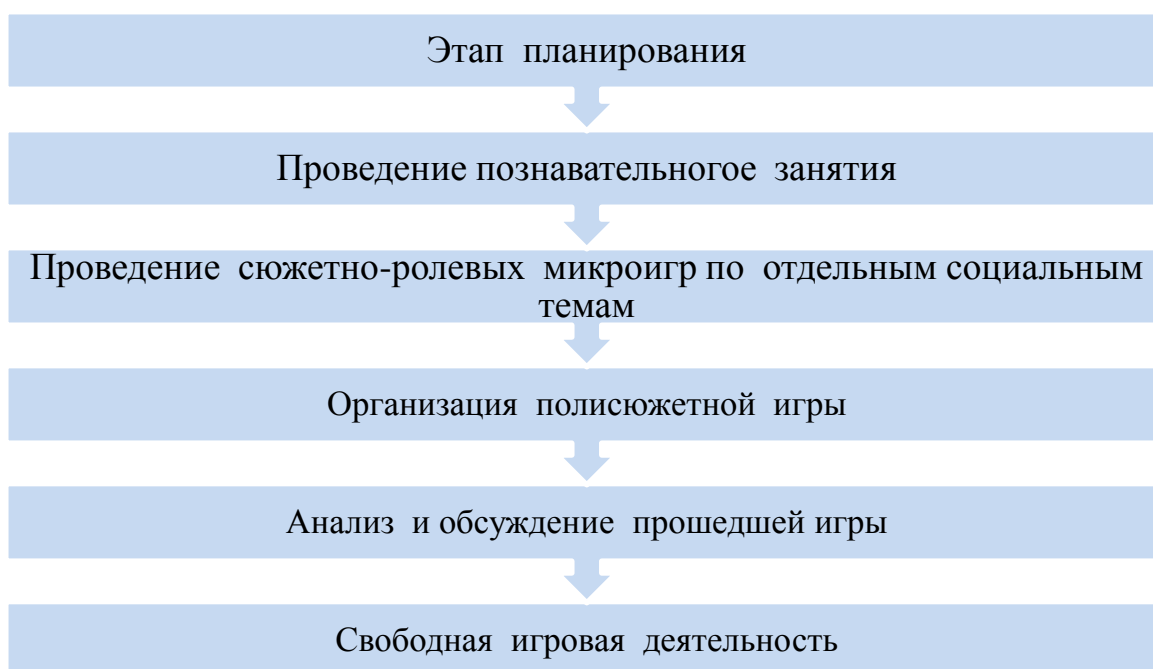 Этап планирования
Проведение познавательногое занятия
Проведение сюжетно-ролевых микроигр по отдельным социальным
темам
Организация полисюжетной игры
Анализ и обсуждение прошедшей игры
Свободная игровая деятельность